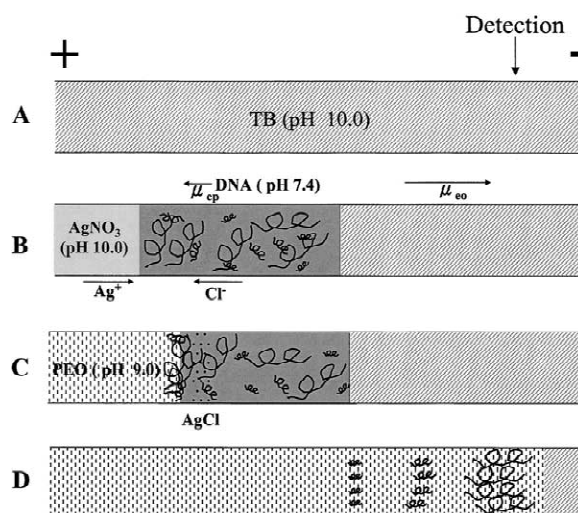 Detection
+ -
A
TB (pH 10.0)
μcp DNA ( pH 7.4) μeo
B
AgNO3
(pH 10.0)
Ag+ Cl-
C
PEO ( pH 9.0)
AgCl
D